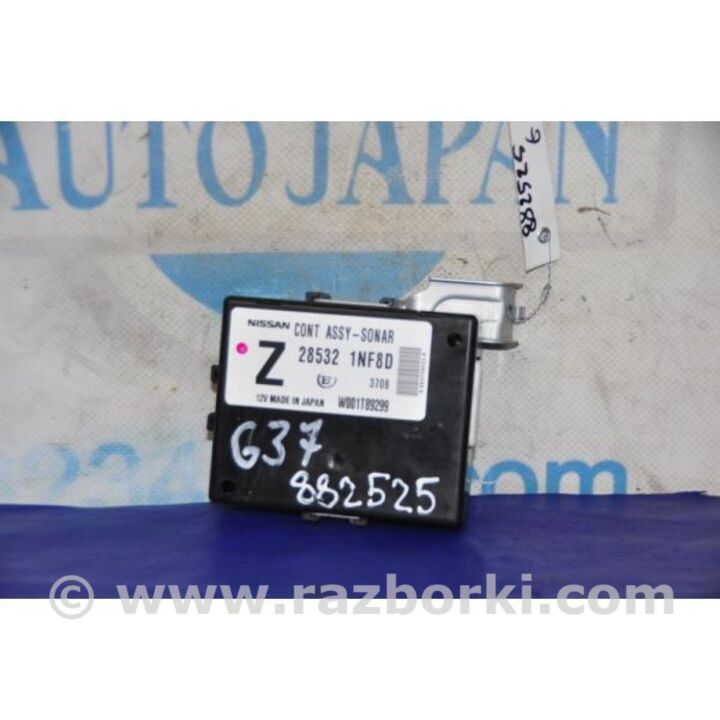 AUTO JAPAN
525288
NISSAN CONT ASSY-SONAR
Z 28532 1NF8D
3708
12V MADE IN JAPAN W001T89299
G37
882525
© www.razborki.com